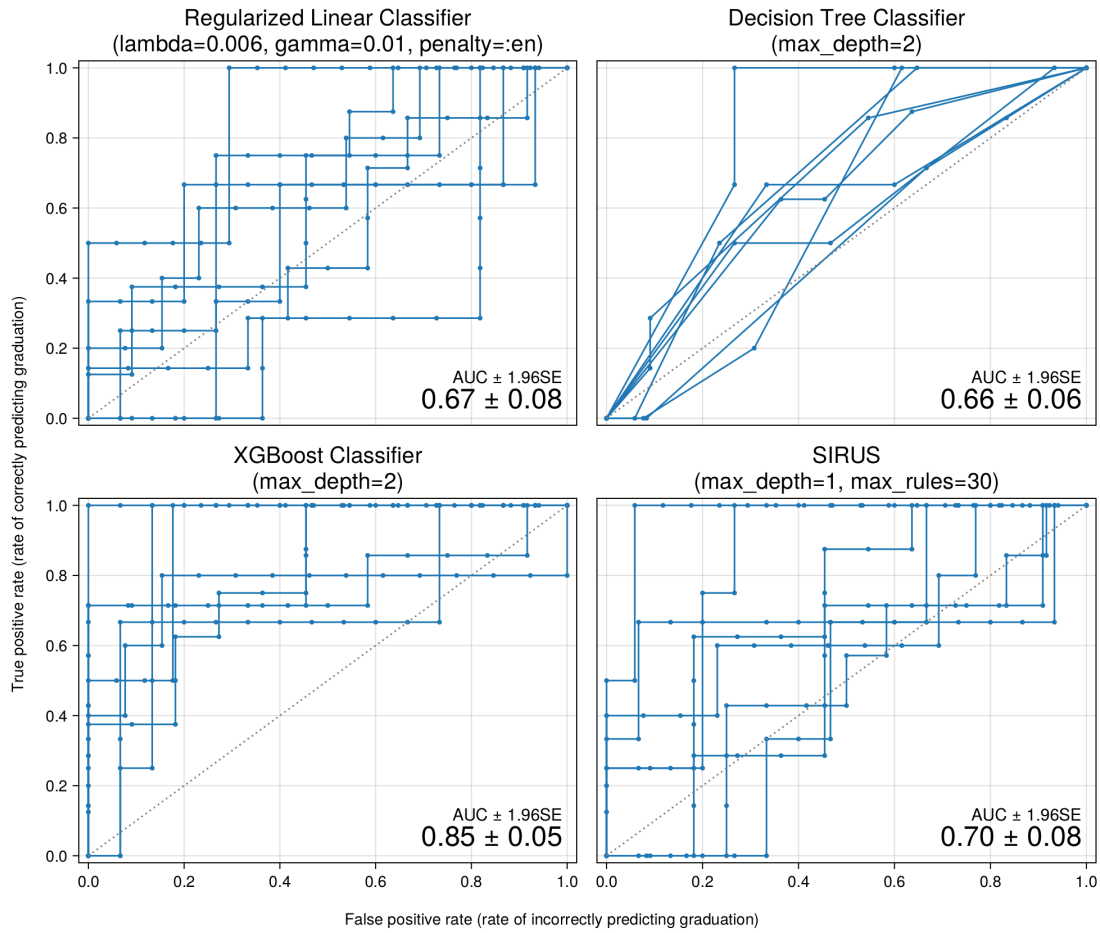 Regularized Linear Classifier
(lambda=0.006, gamma=0.01, penalty=:en)
Decision Tree Classifier
(max_depth=2)
1.0
0.8
0.6
0.4
0.2
0.0
AUC ± 1.96SE
0.67 ± 0.08
AUC ± 1.96SE
0.66 ± 0.06
True positive rate (rate of correctly predicting graduation)
XGBoost Classifier
(max_depth=2)
SIRUS
(max_depth=1, max_rules=30)
1.0
0.8
0.6
0.4
0.2
0.0
AUC ± 1.96SE
0.85 ± 0.05
AUC ± 1.96SE
0.70 ± 0.08
0.0 0.2 0.4 0.6 0.8 1.0
0.0 0.2 0.4 0.6 0.8 1.0
False positive rate (rate of incorrectly predicting graduation)